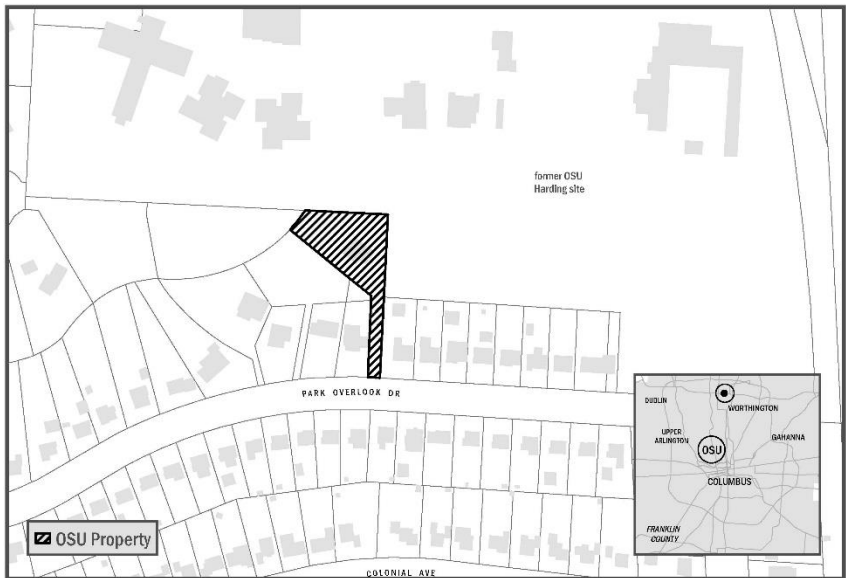 former OSU
Harding site
PARK OVERLOOK DR
DUBLIN
WORTHINGTON
UPPER
ARLINGTON
GAHANNA
OSU
COLUMBUS
FRANKLIN
COUNTY
OSU Property
COLONIAL AVE